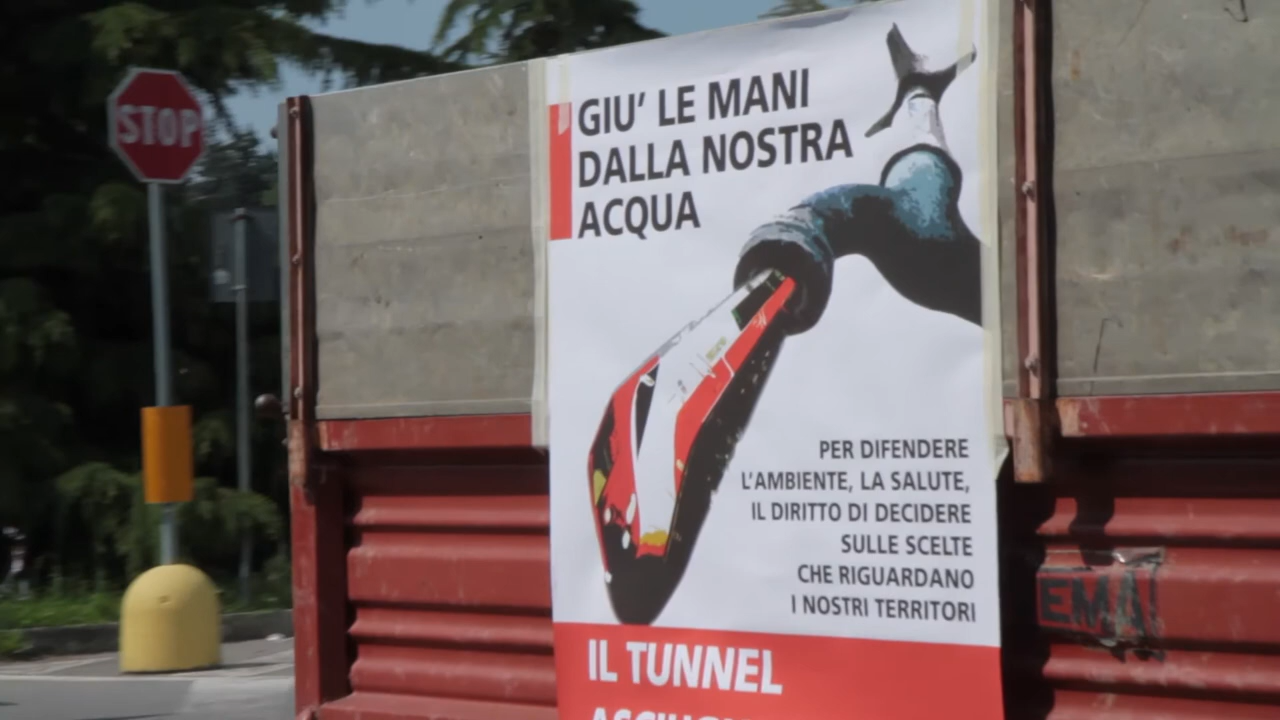 STOP
GIU' LE MANI
DALLA NOSTRA
ACQUA
PER DIFENDERE
L'AMBIENTE, LA SALUTE,
IL DIRITTO DI DECIDERE
SULLE SCELTE
CHE RIGUARDANO
I NOSTRI TERRITORI
IL TUNNEL
EMA!